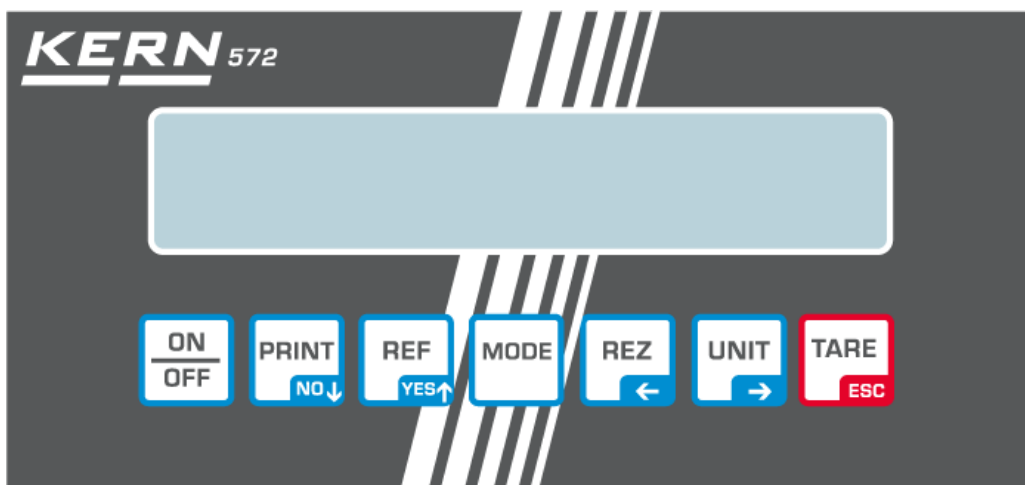 KERN 572
ON
OFF
PRINT
NO↓
REF
YES↑
MODE
REZ
←
UNIT
→
TARE
ESC